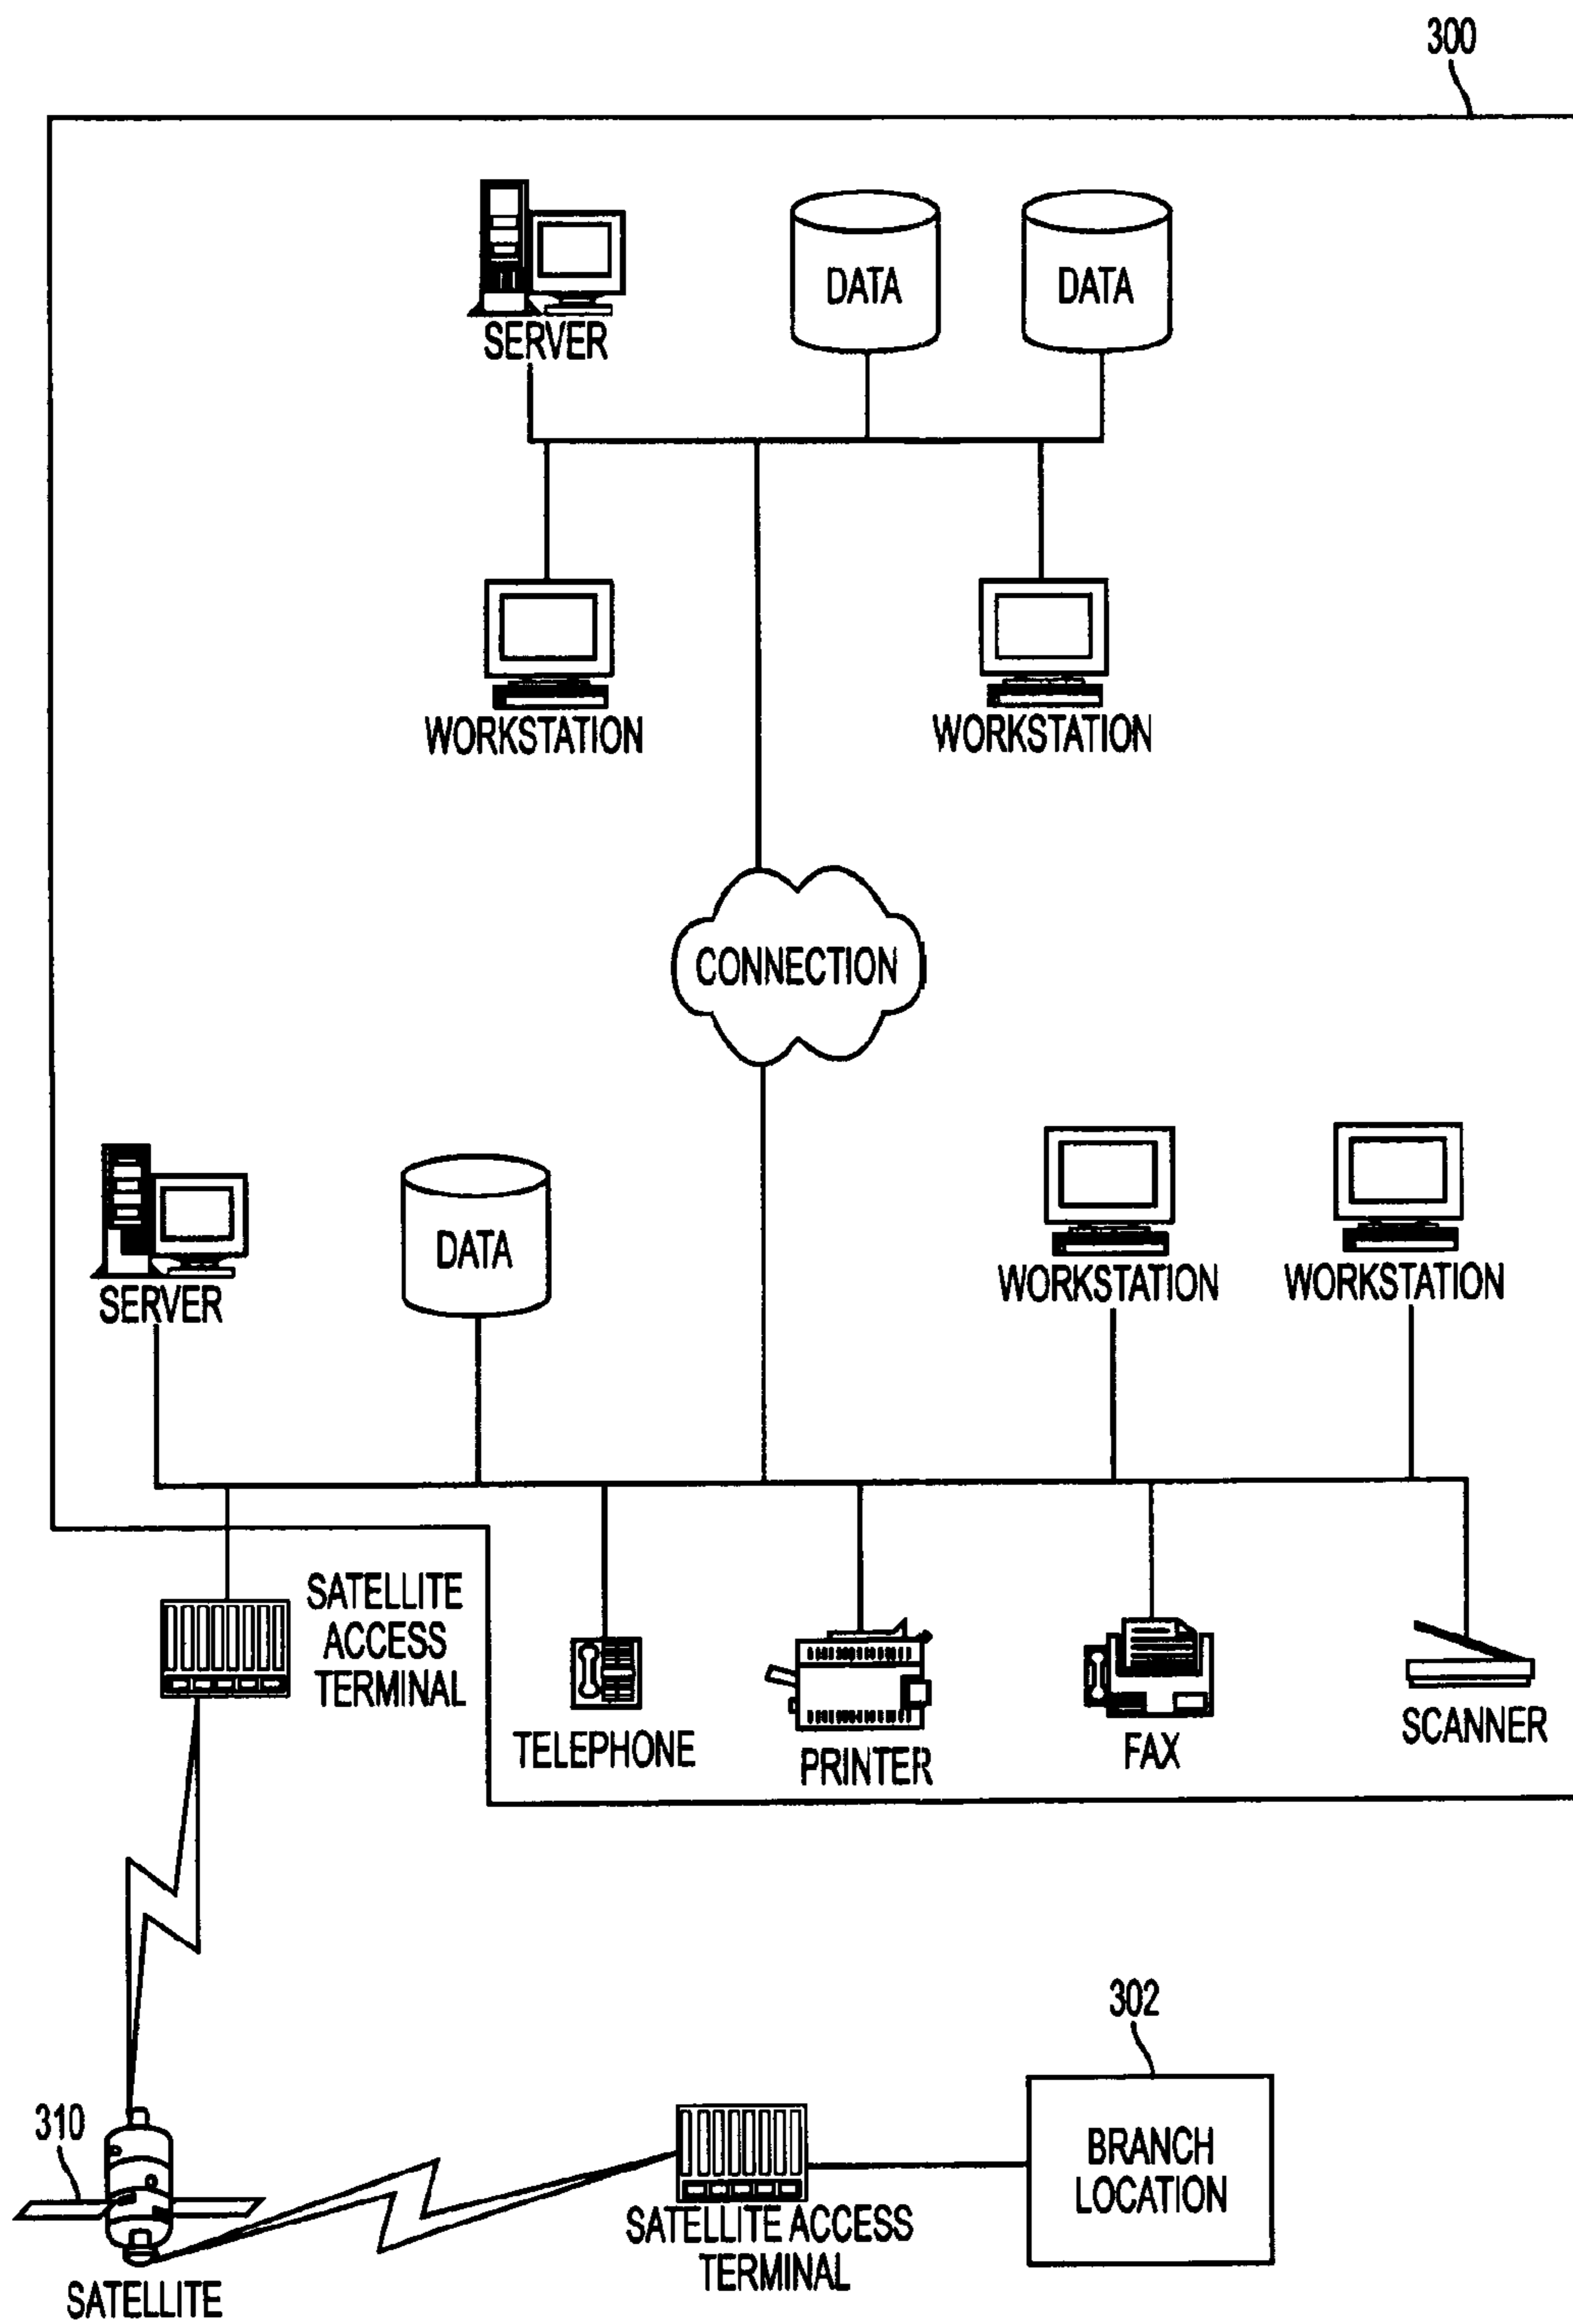 300
DATA
DATA
SERVER
WORKSTATION
WORKSTATION
CONNECTION
DATA
SERVER
WORKSTATION
WORKSTATION
SATELLITE
ACCESS
TERMINAL
TELEPHONE
PRINTER
FAX
SCANNER
302
310
BRANCH
LOCATION
SATELLITE ACCESS
TERMINAL
SATELLITE